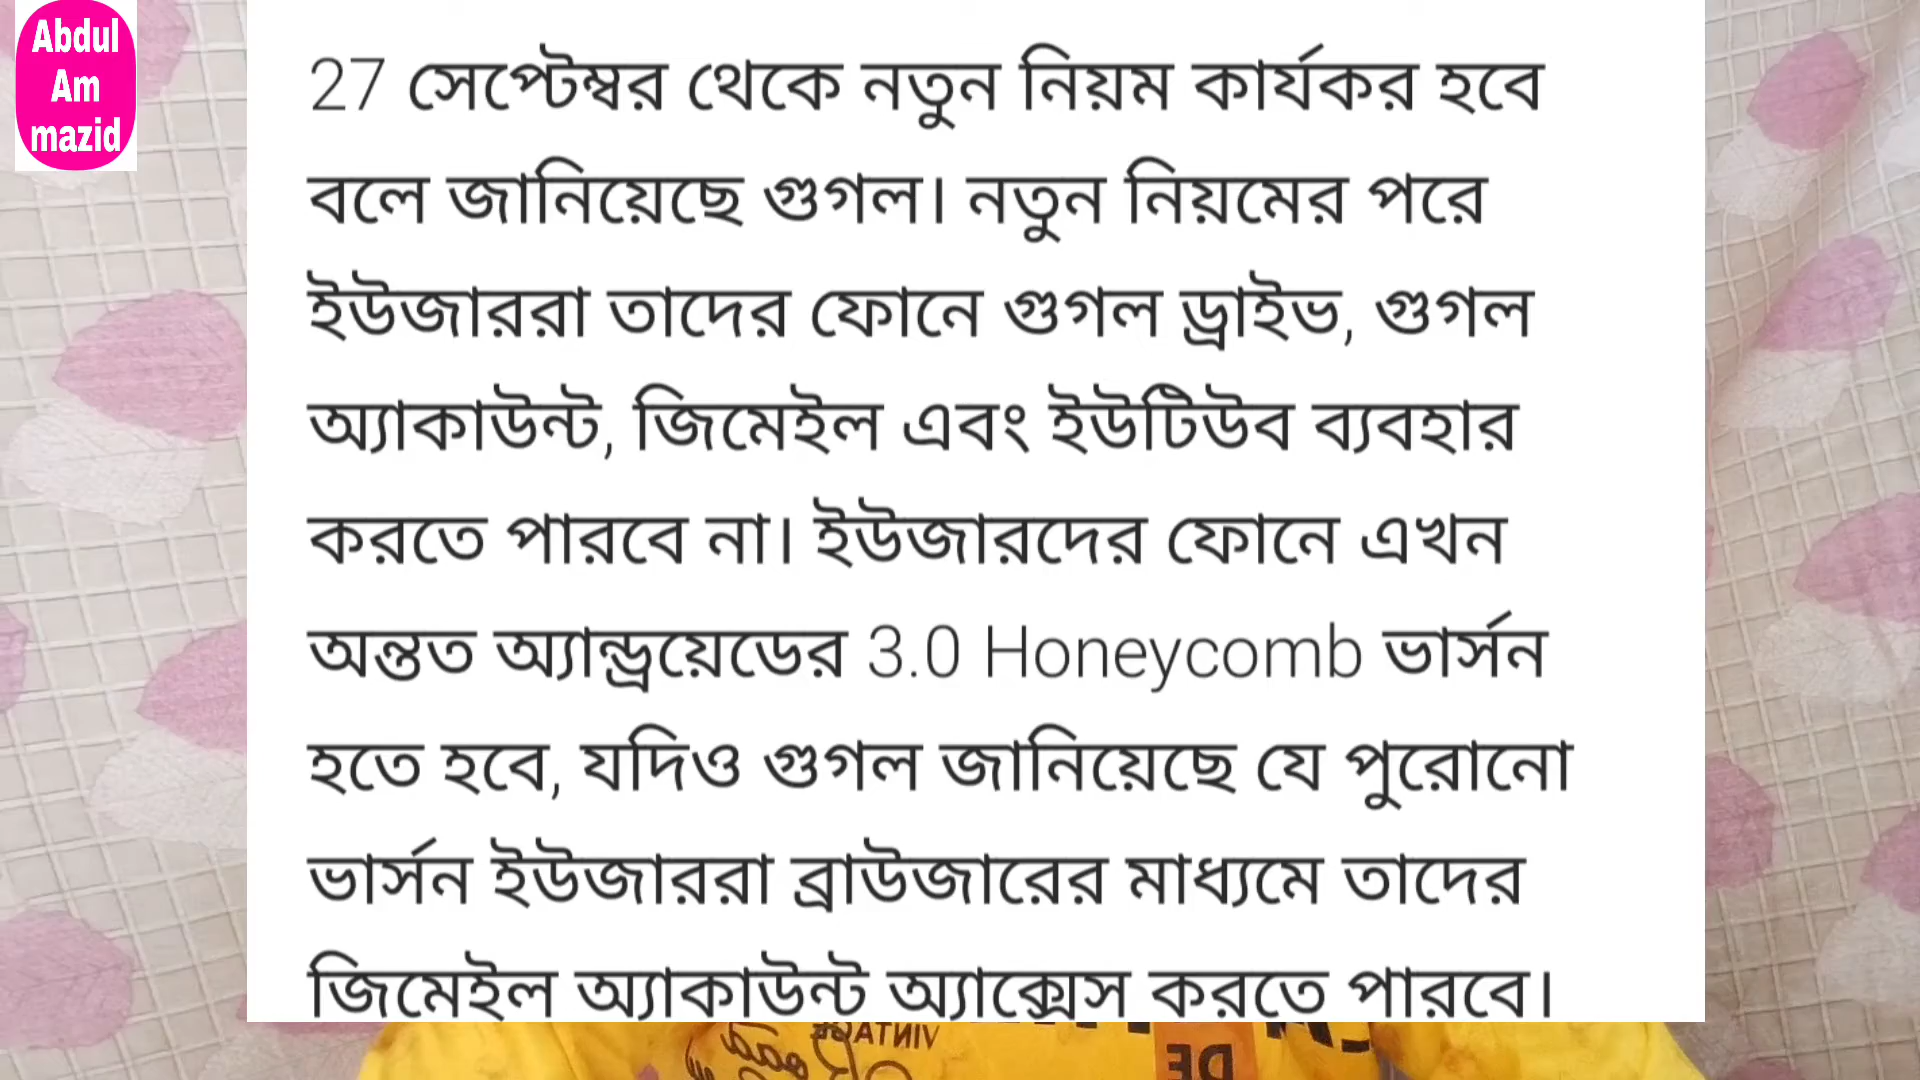 Abdul
Am
mazid
27 সেপ্টেম্বর থেকে নতুন নিয়ম কার্যকর হবে
বলে জানিয়েছে গুগল। নতুন নিয়মের পরে
ইউজাররা তাদের ফোনে গুগল ড্রাইভ, গুগল
অ্যাকাউন্ট, জিমেইল এবং ইউটিউব ব্যবহার
করতে পারবে না। ইউজারদের ফোনে এখন
অন্তত অ্যান্ড্রয়েডের 3.0 Honeycomb ভার্সন
হতে হবে, যদিও গুগল জানিয়েছে যে পুরোনো
ভার্সন ইউজাররা ব্রাউজারের মাধ্যমে তাদের
জিমেইল অ্যাকাউন্ট অ্যাক্সেস করতে পারবে।